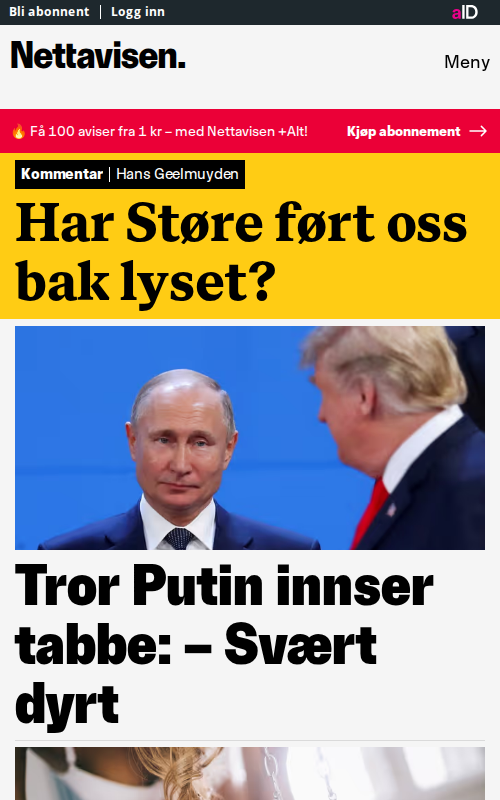 Bli abonnent | Logg inn
aID
Nettavisen.
Meny
🔥 Få 100 aviser fra 1 kr – med Nettavisen +Alt!
Kjøp abonnement →
Kommentar | Hans Geelmuyden
Har Støre ført oss
bak lyset?
Tror Putin innser
tabbe: – Svært
dyrt